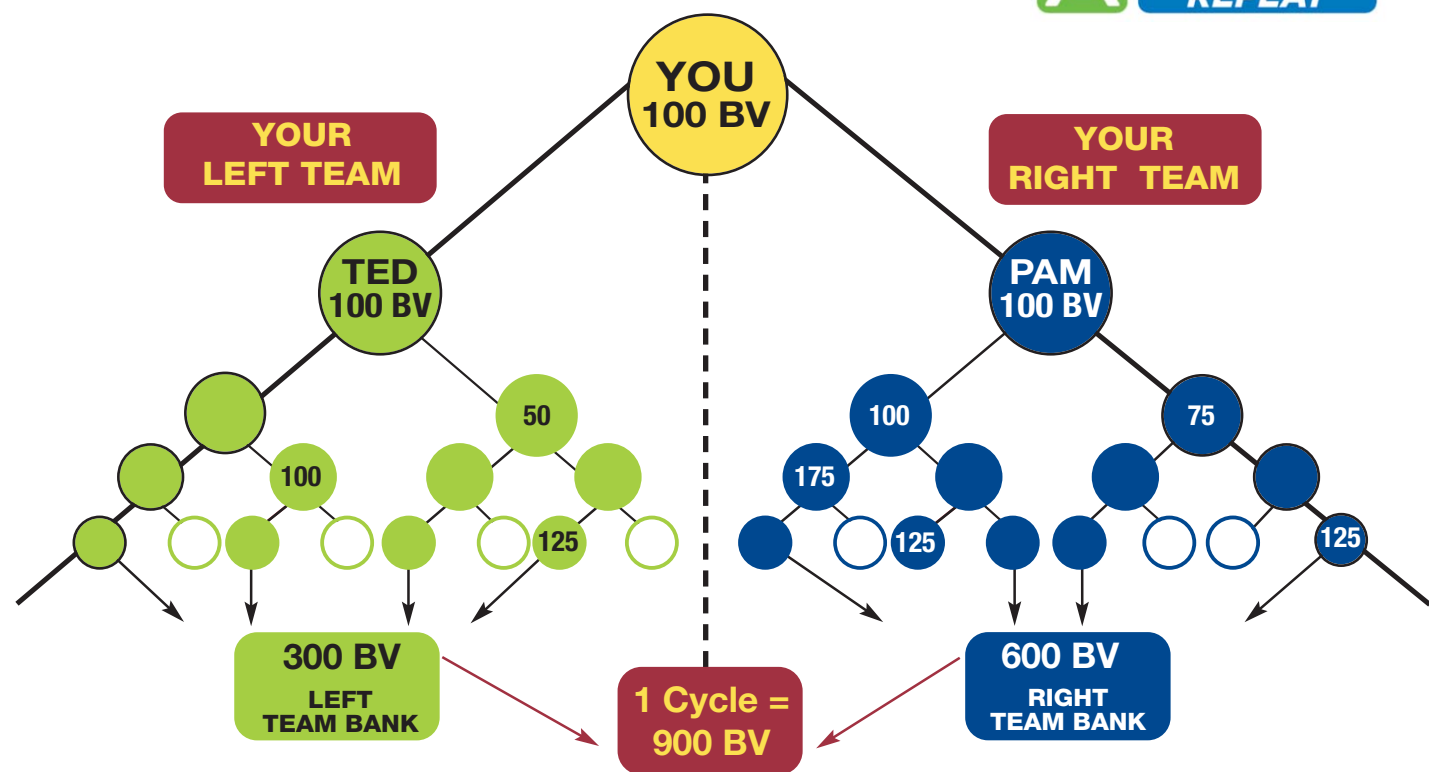 REPEAT
YOU
100 BV
YOUR
LEFT TEAM
YOUR
RIGHT TEAM
TED
100 BV
PAM
100 BV
50
100
75
100
175
125
125
125
300 BV
LEFT
TEAM BANK
600 BV
RIGHT
TEAM BANK
1 Cycle =
900 BV